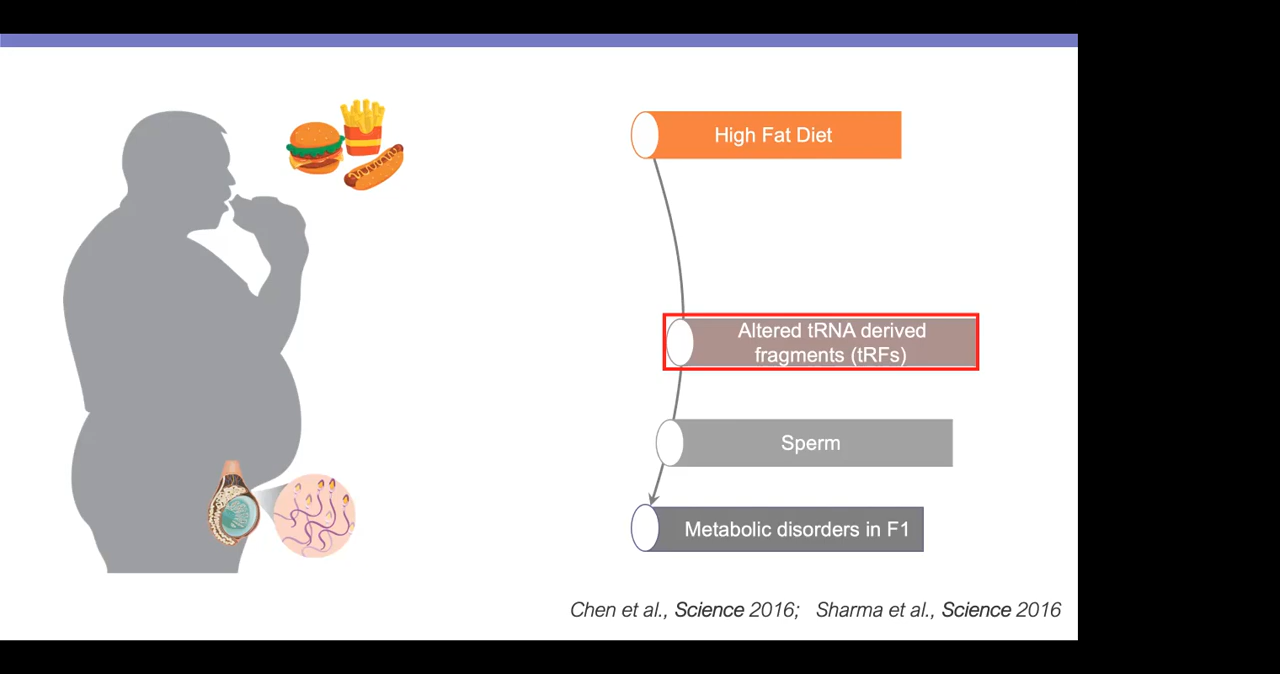 High Fat Diet
Altered tRNA derived
fragments (tRFs)
Sperm
Metabolic disorders in F1
Chen et al., Science 2016; Sharma et al., Science 2016